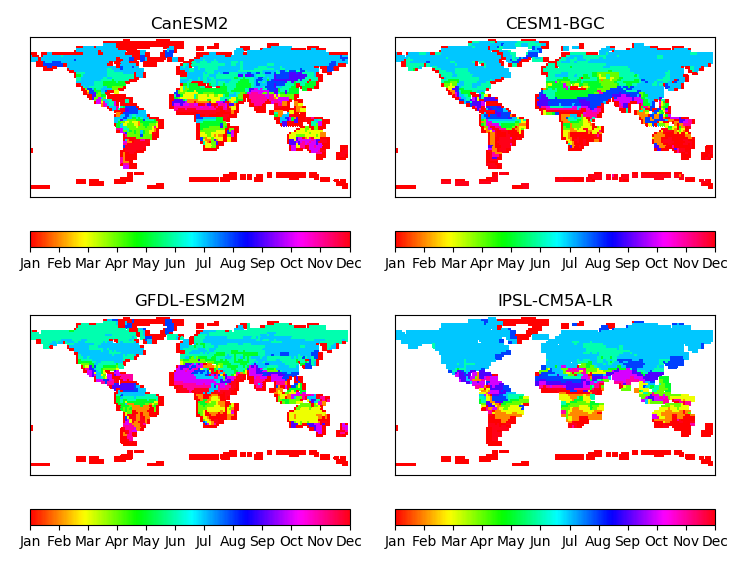 CanESM2
CESM1-BGC
Jan Feb Mar Apr May Jun Jul Aug Sep Oct Nov Dec
Jan Feb Mar Apr May Jun Jul Aug Sep Oct Nov Dec
GFDL-ESM2M
IPSL-CM5A-LR
Jan Feb Mar Apr May Jun Jul Aug Sep Oct Nov Dec
Jan Feb Mar Apr May Jun Jul Aug Sep Oct Nov Dec